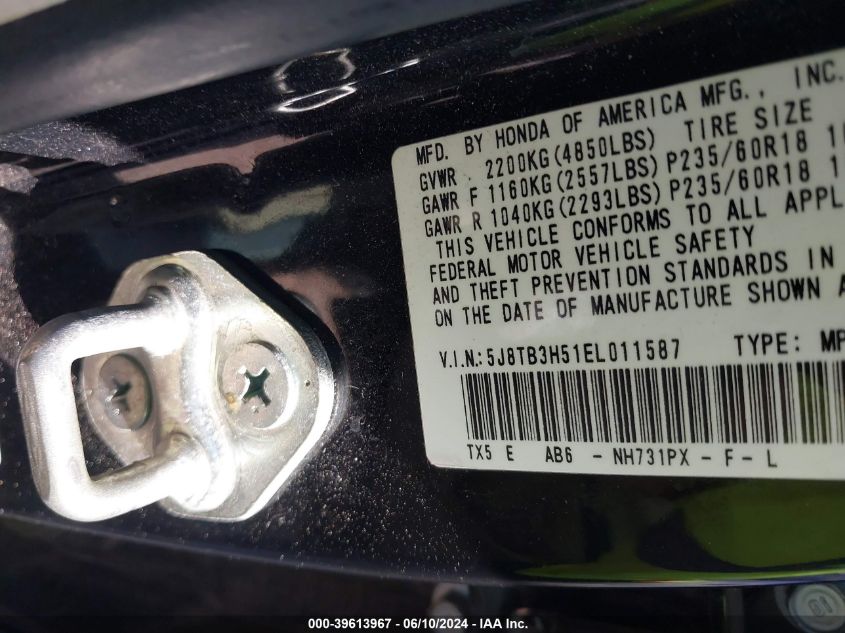 MFD. BY HONDA OF AMERICA MFG., INC.
GVWR 2200KG(4850LBS) TIRE SIZE
GAWR F 1160KG(2557LBS) P235/60R18
GAWR R 1040KG(2293LBS) P235/60R18
THIS VEHICLE CONFORMS TO ALL
FEDERAL MOTOR VEHICLE SAFETY
AND THEFT PREVENTION STANDARDS IN
ON THE DATE OF MANUFACTURE SHOWN
V.I.N.:5J8TB3H51EL011587 TYPE: MP
TX5 E AB6 - NH731PX - F - L
000-39613967 - 06/10/2024 - IAA Inc.